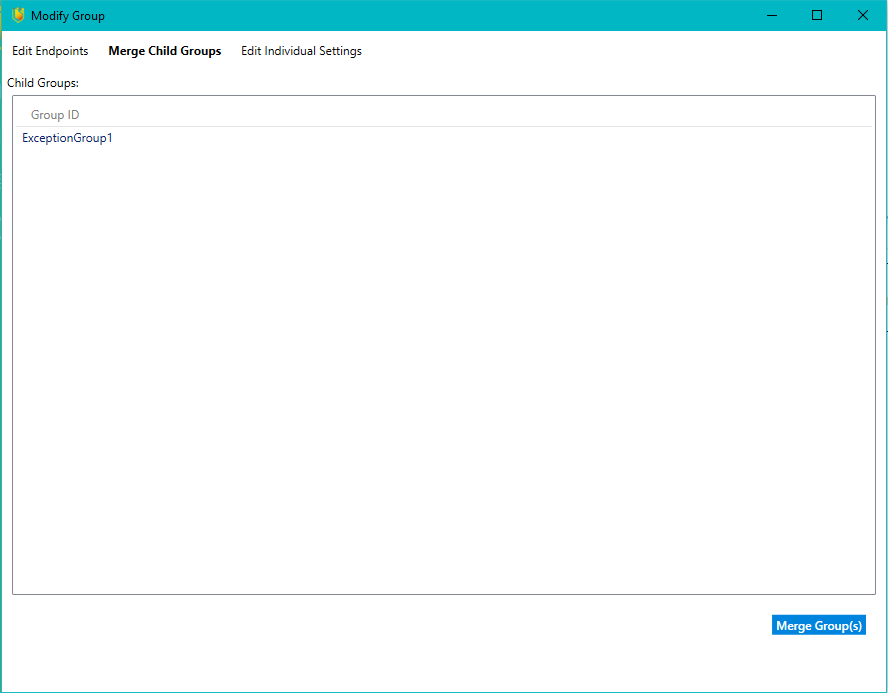 Modify Group
Edit Endpoints Merge Child Groups Edit Individual Settings
Child Groups:
Group ID
ExceptionGroup1
Merge Group(s)